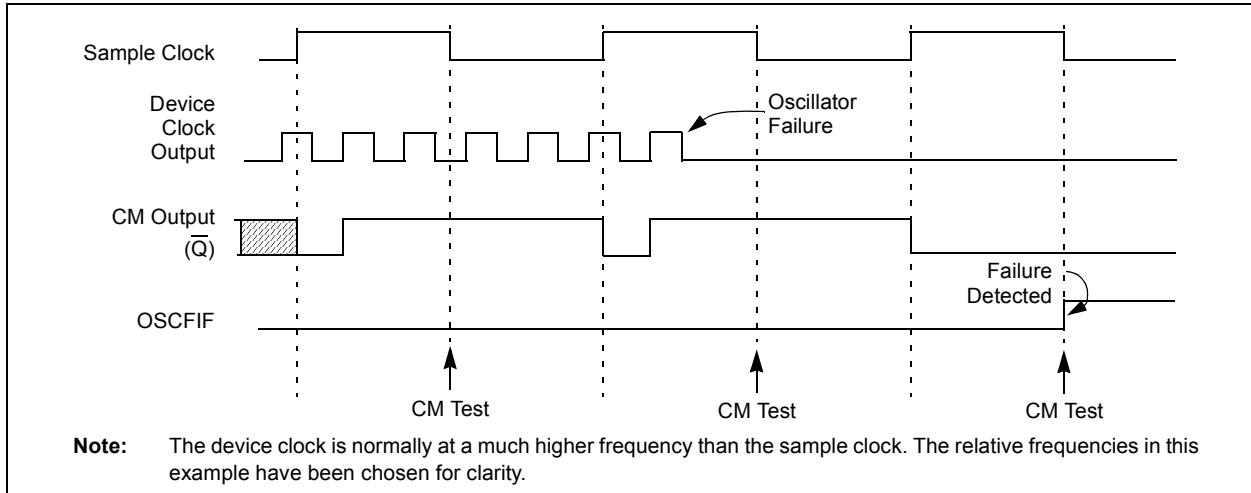 Sample Clock
Device
Clock
Output
Oscillator
Failure
CM Output
(Q̅)
Failure
Detected
OSCFIF
CM Test
CM Test
CM Test
Note: The device clock is normally at a much higher frequency than the sample clock. The relative frequencies in this
example have been chosen for clarity.